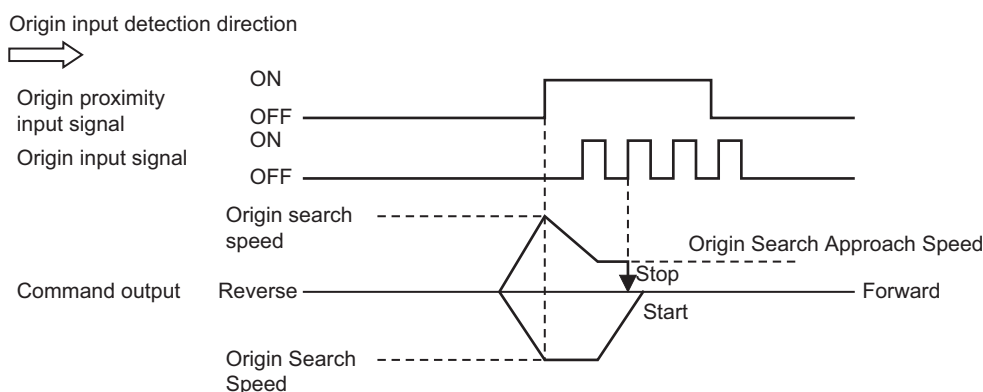 Origin input detection direction
ON
Origin proximity
input signal
OFF
ON
Origin input signal
OFF
Origin search
speed
Origin Search Approach Speed
Stop
Command output
Reverse
Forward
Start
Origin Search
Speed